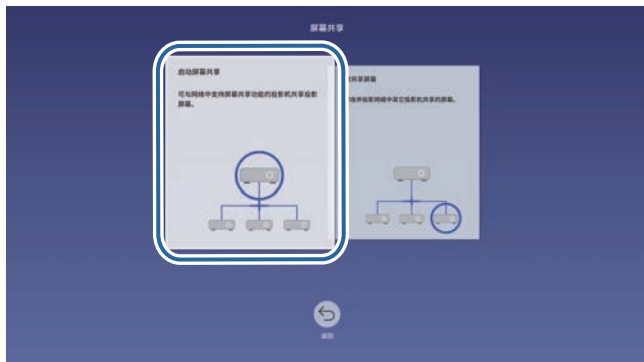 屏幕共享
启动屏幕共享
可与网络中支持屏幕共享功能的投影机共享投影
屏幕。
共享屏幕
并投影网络中其它投影机共享的屏幕。
返回